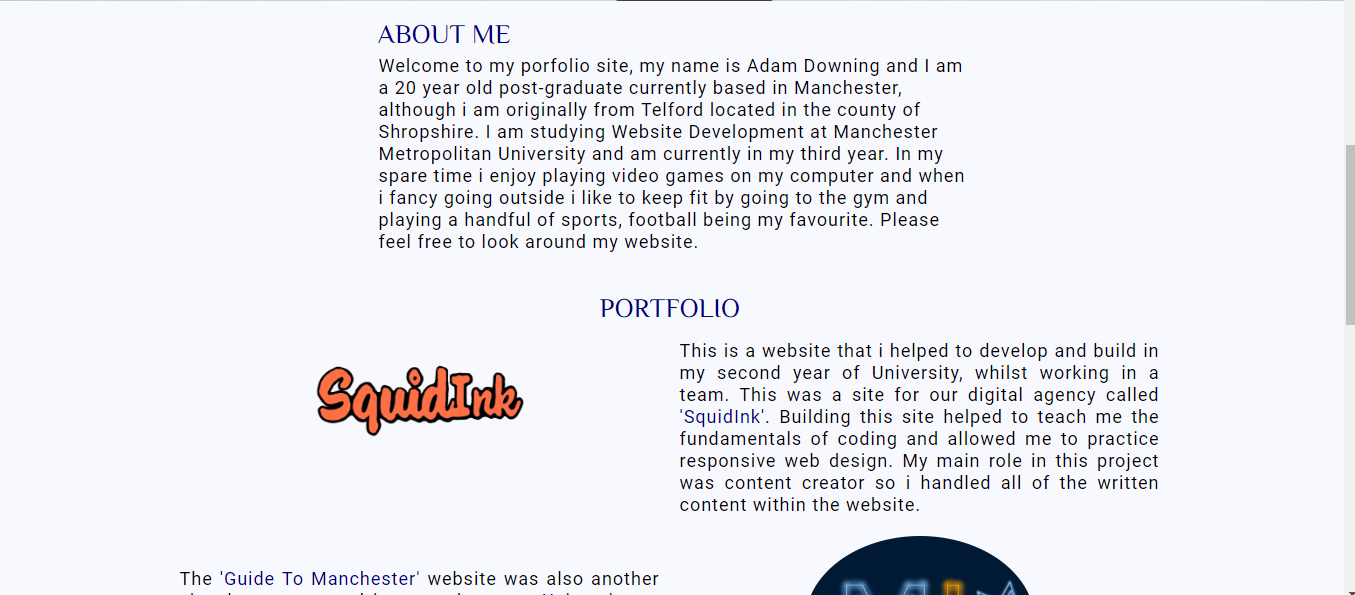 ABOUT ME
Welcome to my porfolio site, my name is Adam Downing and I am
a 20 year old post-graduate currently based in Manchester,
although i am originally from Telford located in the county of
Shropshire. I am studying Website Development at Manchester
Metropolitan University and am currently in my third year. In my
spare time i enjoy playing video games on my computer and when
i fancy going outside i like to keep fit by going to the gym and
playing a handful of sports, football being my favourite. Please
feel free to look around my website.
PORTFOLIO
SquidInk
This is a website that i helped to develop and build in
my second year of University, whilst working in a
team. This was a site for our digital agency called
'SquidInk'. Building this site helped to teach me the
fundamentals of coding and allowed me to practice
responsive web design. My main role in this project
was content creator so i handled all of the written
content within the website.
The 'Guide To Manchester' website was also another